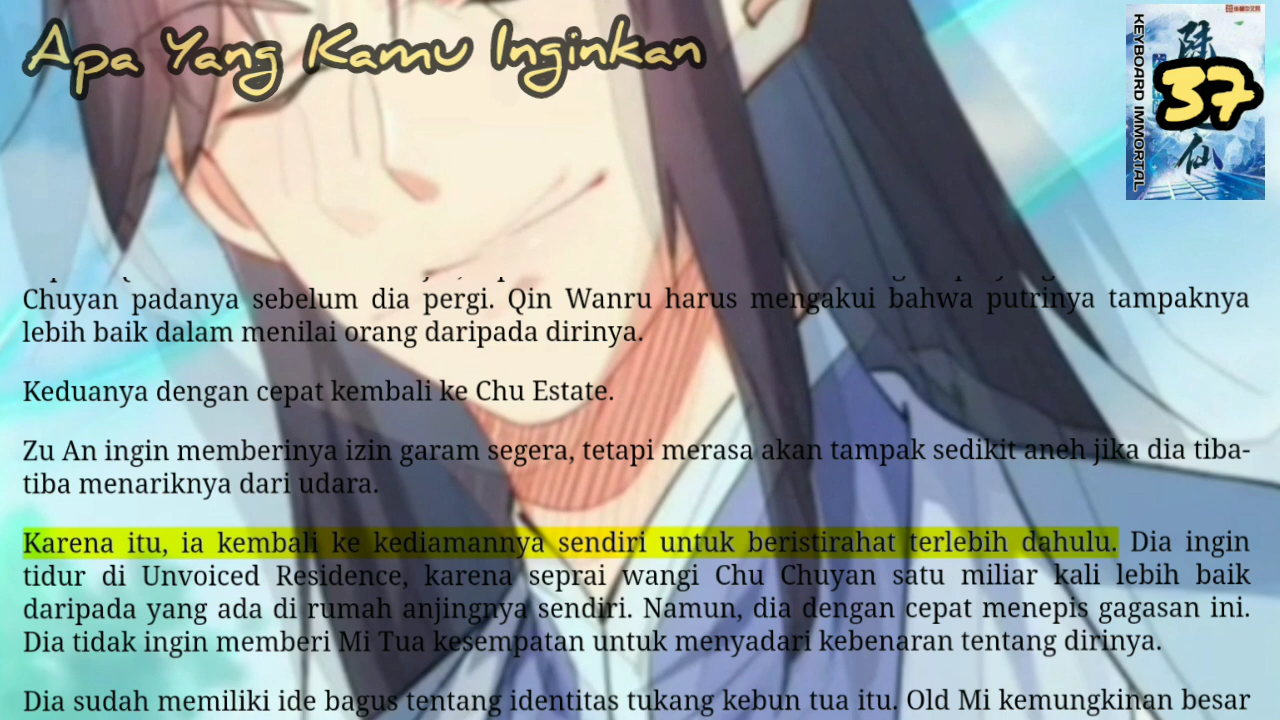 Apa Yang Kamu Inginkan
KEYBOARD IMMORTAL
37
仙
Chuyan padanya sebelum dia pergi. Qin Wanru harus mengakui bahwa putrinya tampaknya
lebih baik dalam menilai orang daripada dirinya.
Keduanya dengan cepat kembali ke Chu Estate.
Zu An ingin memberinya izin garam segera, tetapi merasa akan tampak sedikit aneh jika dia tiba-
tiba menariknya dari udara.
Karena itu, ia kembali ke kediamannya sendiri untuk beristirahat terlebih dahulu. Dia ingin
tidur di Unvoiced Residence, karena seprai wangi Chu Chuyan satu miliar kali lebih baik
daripada yang ada di rumah anjingnya sendiri. Namun, dia dengan cepat menepis gagasan ini.
Dia tidak ingin memberi Mi Tua kesempatan untuk menyadari kebenaran tentang dirinya.
Dia sudah memiliki ide bagus tentang identitas tukang kebun tua itu. Old Mi kemungkinan besar